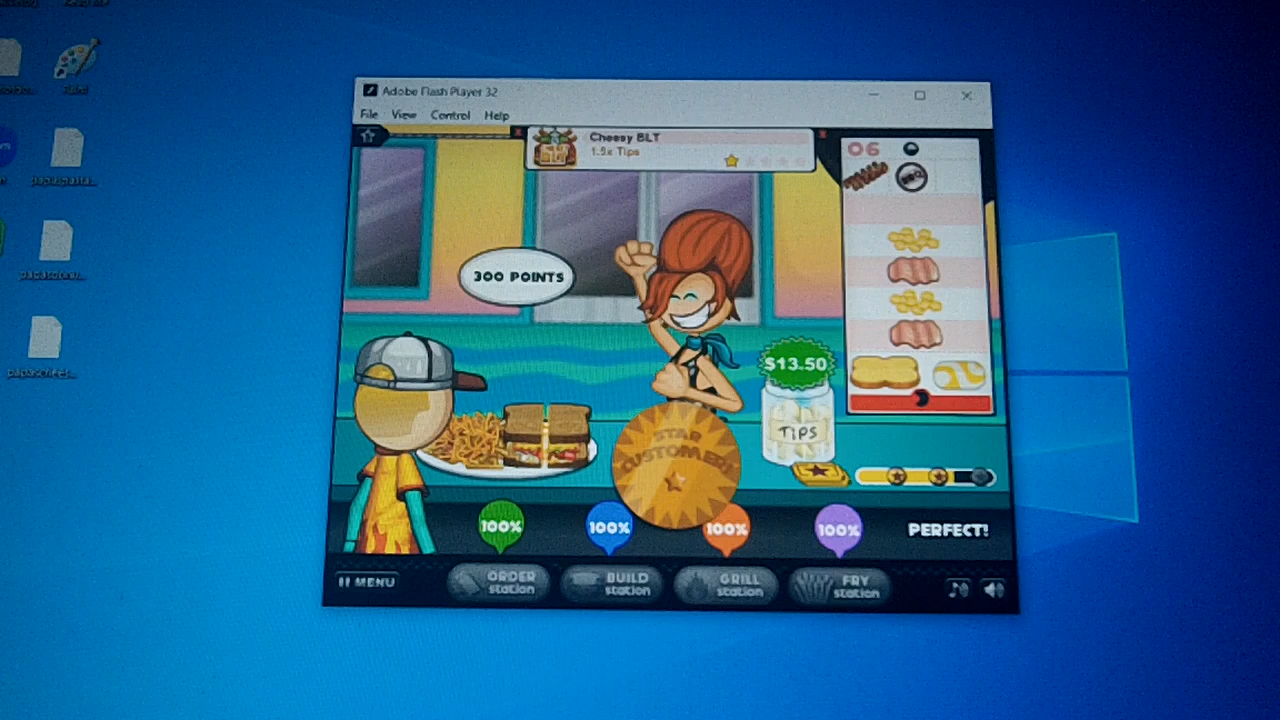 Adobe Flash Player 32
File View Control Help
Cheesy BLT
1.5x Tips
06
BBQ
300 POINTS
$13.50
TIPS
STAR
CUSTOMER!
100% 100% 100% 100% PERFECT!
MENU
ORDER station
BUILD station
GRILL station
FRY station